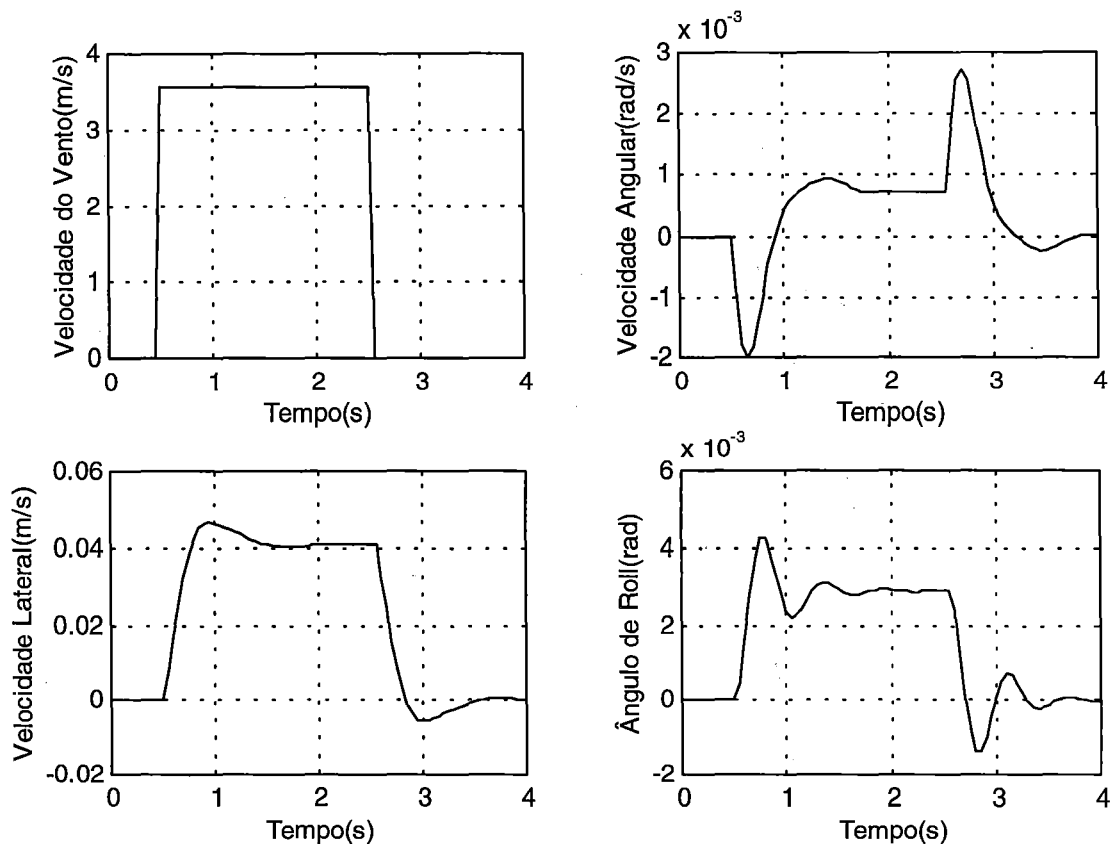 4
3
2
1
0
0 1 2 3 4
Velocidade do Vento(m/s)
Tempo(s)
x 10⁻³
3
2
1
0
-1
-2
0 1 2 3 4
Velocidade Angular(rad/s)
Tempo(s)
0.06
0.04
0.02
0
-0.02
0 1 2 3 4
Velocidade Lateral(m/s)
Tempo(s)
x 10⁻³
6
4
2
0
-2
0 1 2 3 4
Ângulo de Roll(rad)
Tempo(s)